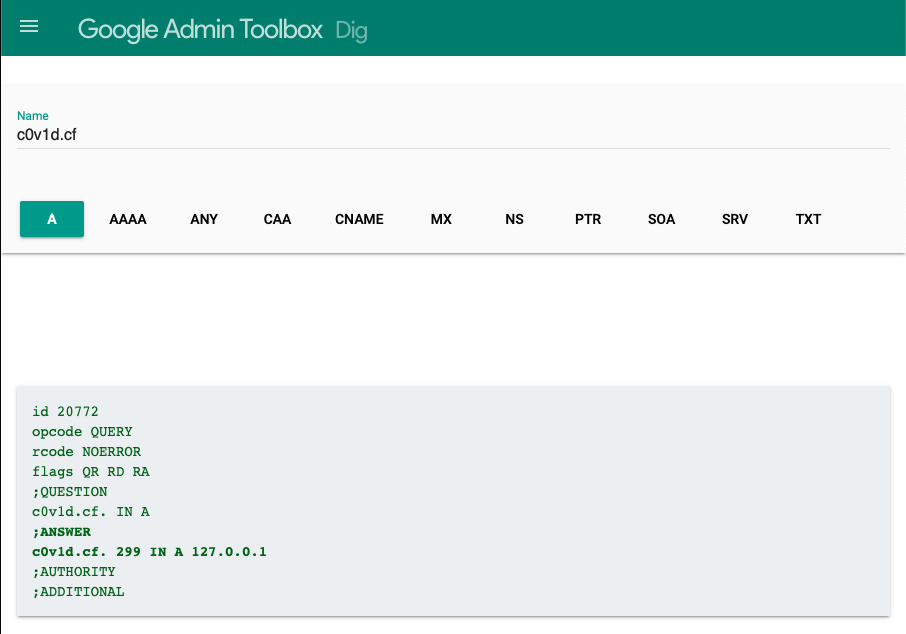 Google Admin Toolbox Dig
Name
c0v1d.cf
A AAAA ANY CAA CNAME MX NS PTR SOA SRV TXT
id 20772
opcode QUERY
rcode NOERROR
flags QR RD RA
;QUESTION
c0v1d.cf. IN A
;ANSWER
c0v1d.cf. 299 IN A 127.0.0.1
;AUTHORITY
;ADDITIONAL